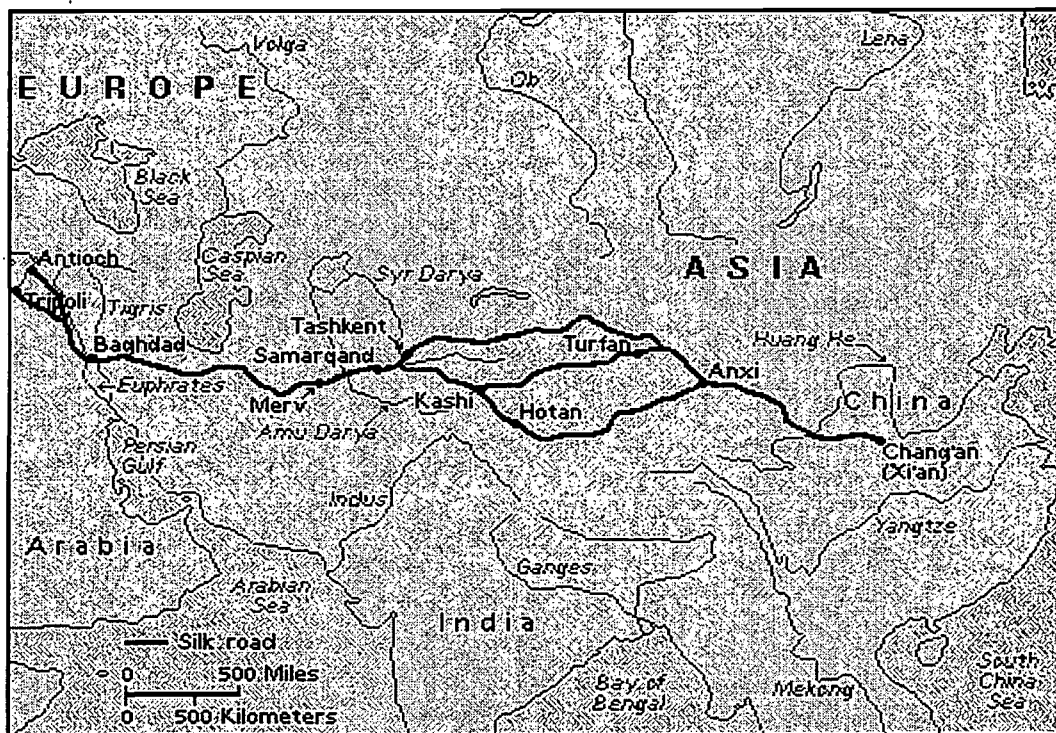 Volga
Ob
Lena
EUROPE
Black
Sea
Antioch
Caspian
Sea
Syr Darya
ASIA
Tripoli
Tigris
Tashkent
Baghdad
Samarqand
Turfan
Huang He
Anxi
Euphrates
Merv
Kashi
Hotan
China
Amu Darya
Persian
Gulf
Chang'an
(Xi'an)
Indus
Yangtze
Arabia
Ganges
Arabian
Sea
India
Silk road
0 500 Miles
0 500 Kilometers
Bay of
Bengal
Mekong
South
China
Sea